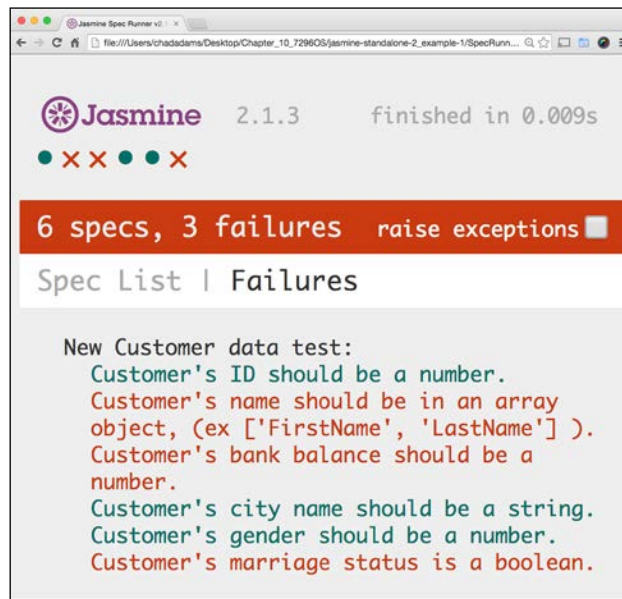 Jasmine Spec Runner v2.1
file:///Users/chadadams/Desktop/Chapter_10_7296OS/jasmine-standalone-2_example-1/SpecRunn...
Jasmine 2.1.3 finished in 0.009s
6 specs, 3 failures raise exceptions
Spec List | Failures
New Customer data test:
Customer's ID should be a number.
Customer's name should be in an array
object, (ex ['FirstName', 'LastName'] ).
Customer's bank balance should be a
number.
Customer's city name should be a string.
Customer's gender should be a number.
Customer's marriage status is a boolean.